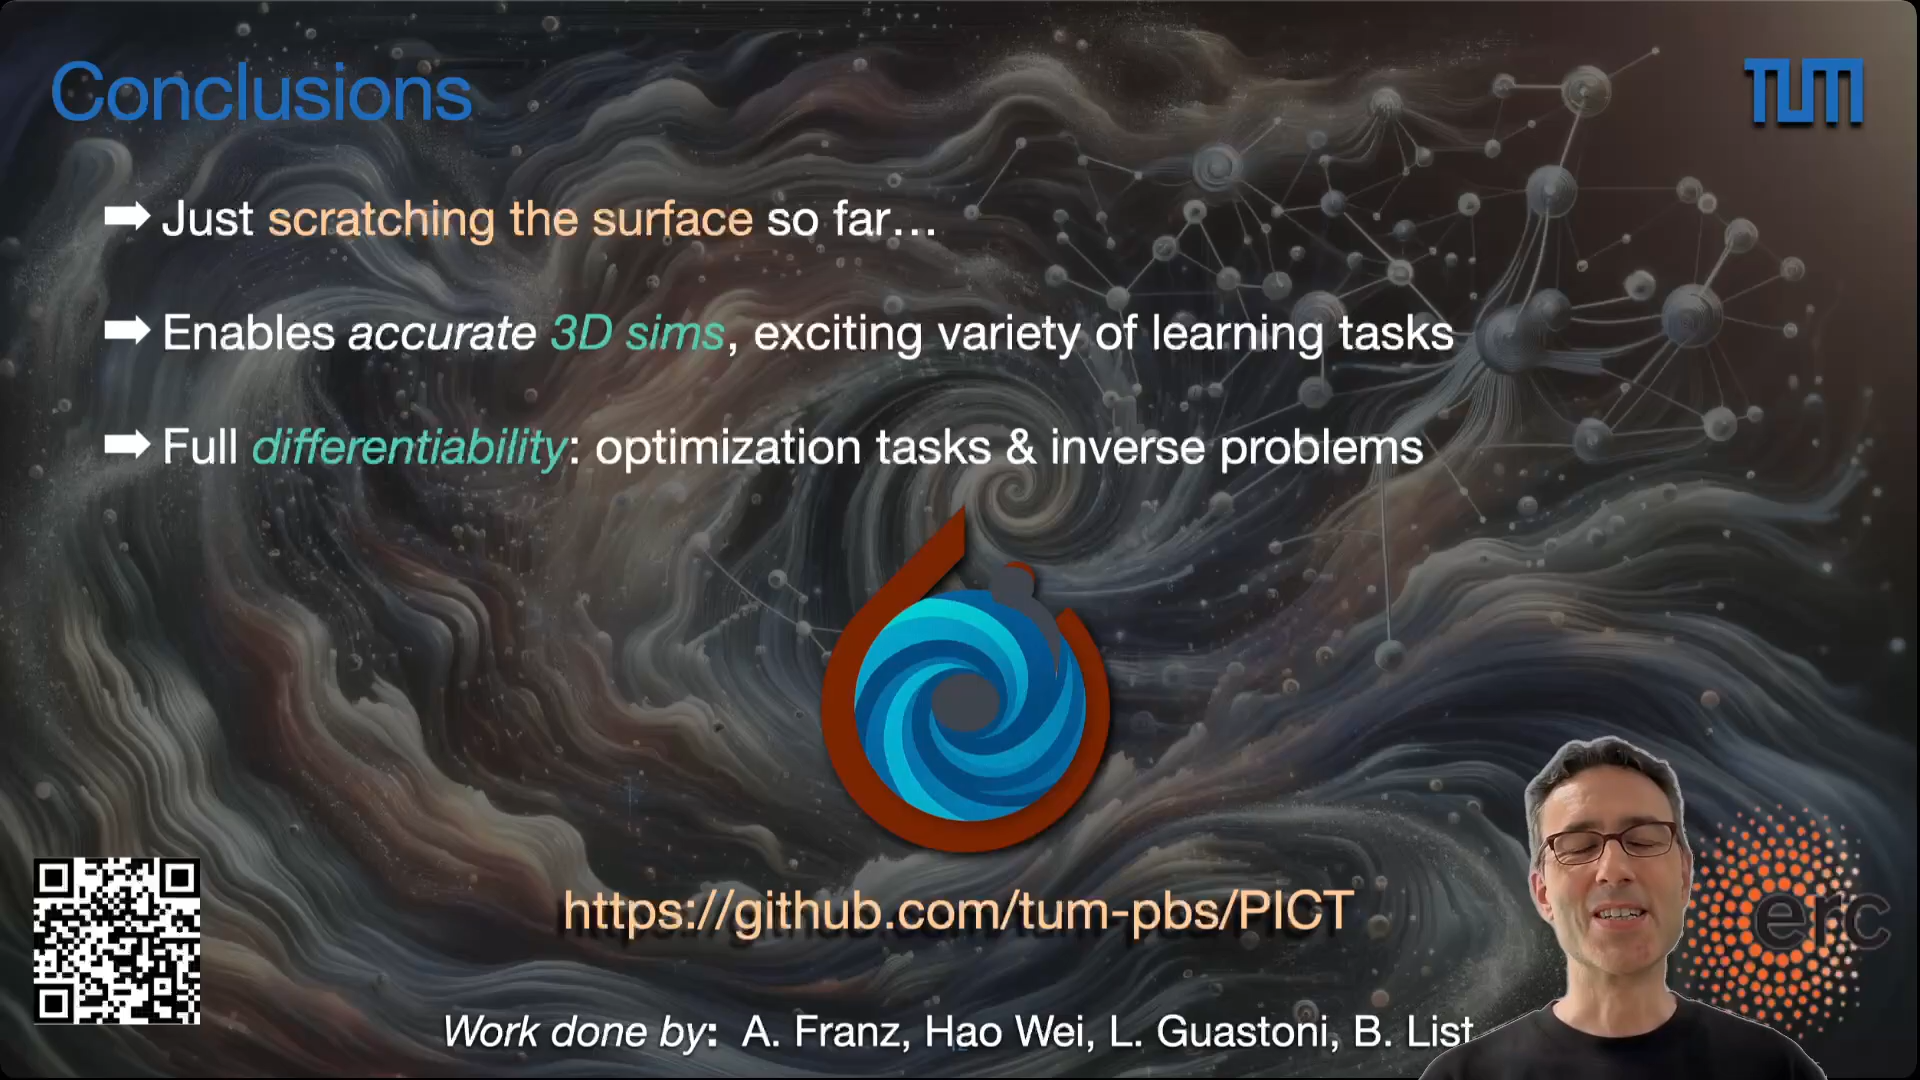 Conclusions
TUM
➡ Just scratching the surface so far…
➡ Enables accurate 3D sims, exciting variety of learning tasks
➡ Full differentiability: optimization tasks & inverse problems
https://github.com/tum-pbs/PICT
erc
Work done by: A. Franz, Hao Wei, L. Guastoni, B. List